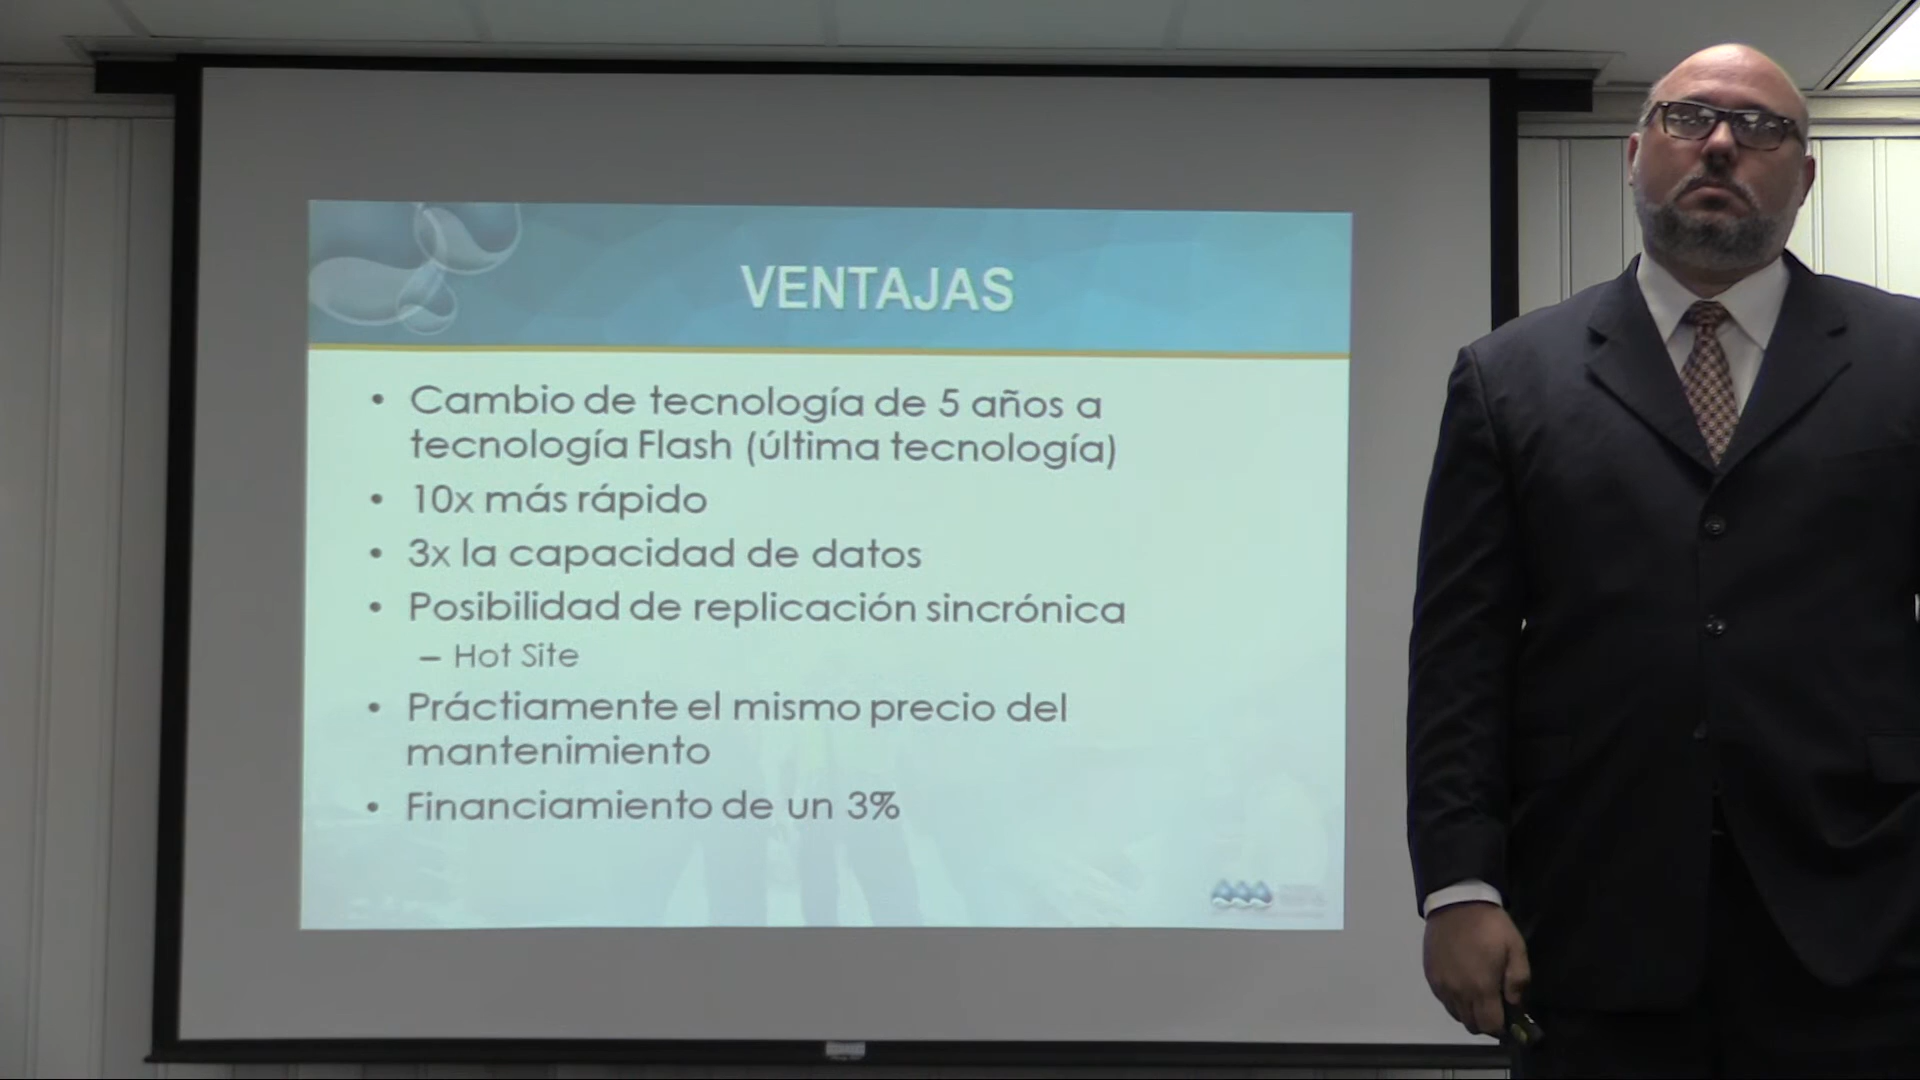 VENTAJAS
• Cambio de tecnología de 5 años a
tecnología Flash (última tecnología)
• 10x más rápido
• 3x la capacidad de datos
• Posibilidad de replicación sincrónica
– Hot Site
• Práctiamente el mismo precio del
mantenimiento
• Financiamiento de un 3%